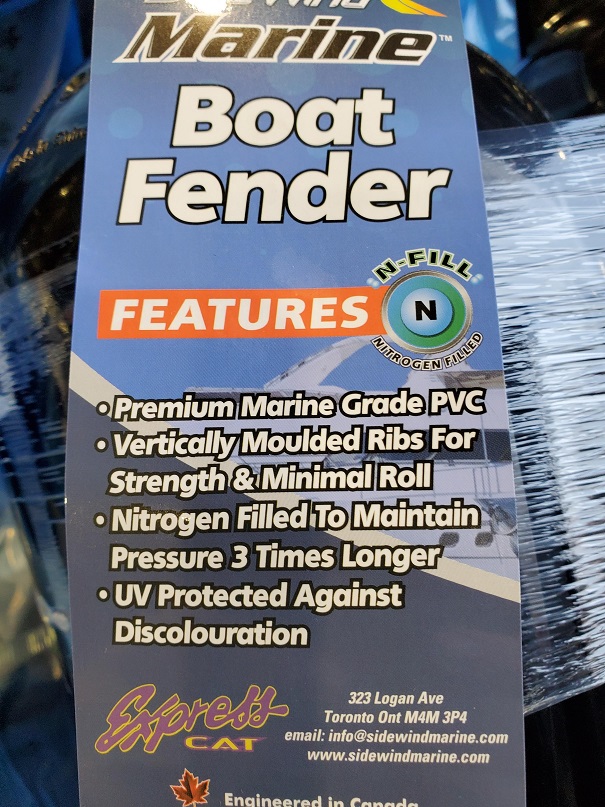 Marine™
Boat
Fender
N-FILL
FEATURES
N
NITROGEN FILLED
• Premium Marine Grade PVC
• Vertically Moulded Ribs For
Strength & Minimal Roll
• Nitrogen Filled To Maintain
Pressure 3 Times Longer
• UV Protected Against
Discolouration
Express
CAT
323 Logan Ave
Toronto Ont M4M 3P4
email: info@sidewindmarine.com
www.sidewindmarine.com
Engineered in Canada